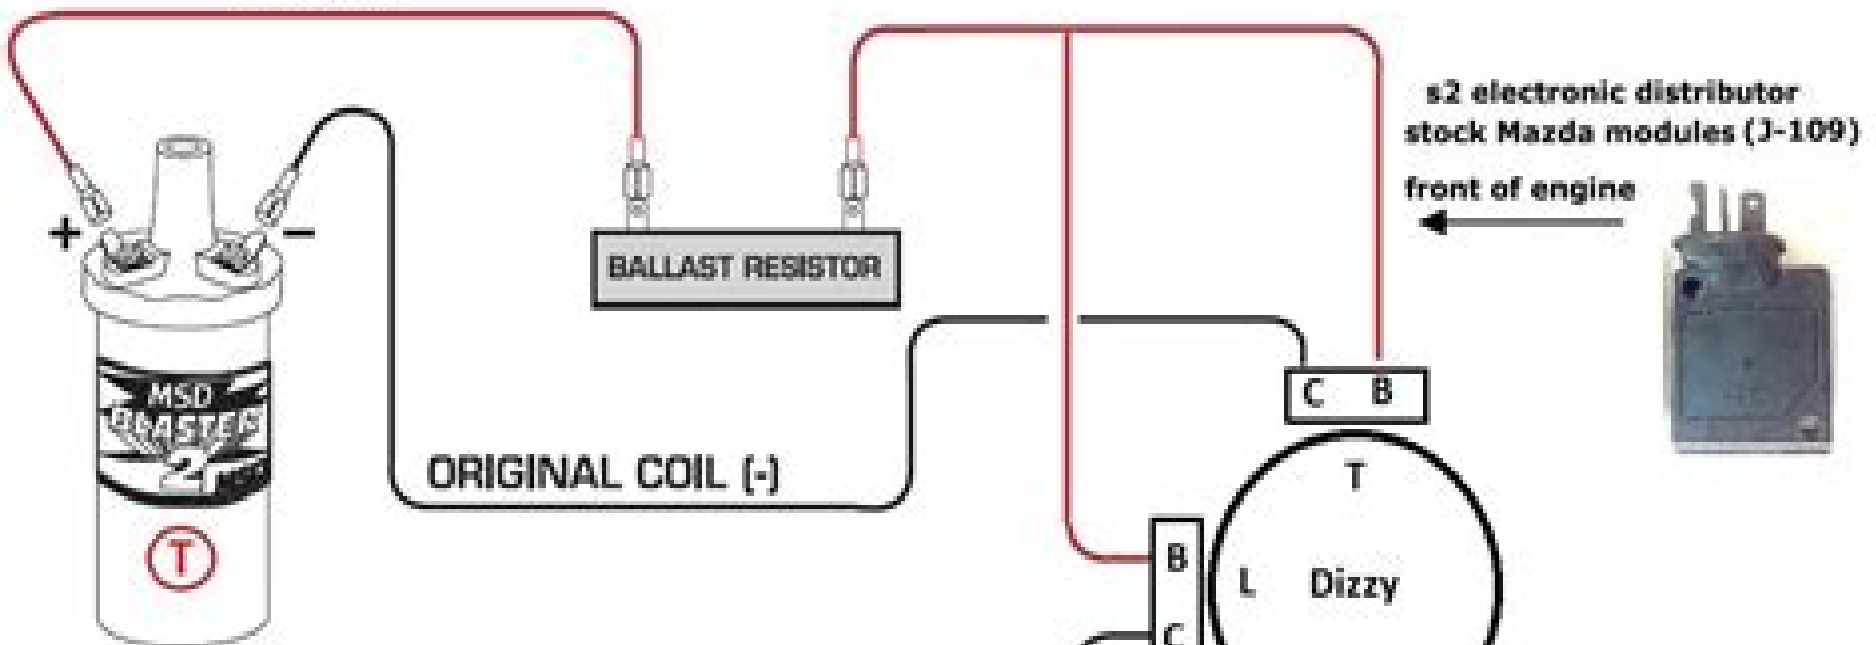 s2 electronic distributor
stock Mazda modules (J-109)
front of engine
+
−
BALLAST RESISTOR
C B
MSD
BLASTER
2
ORIGINAL COIL (-)
T
T
B
L Dizzy
C